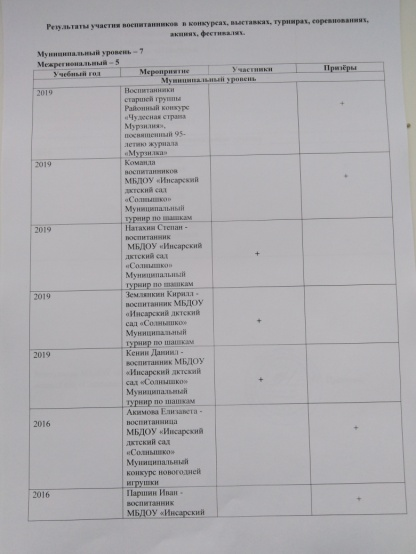 Результаты участия воспитанников в конкурсах, выставках, турнирах, соревнованиях,
акциях, фестивалях.
Муниципальный уровень – 7
Межрегиональный – 5
Учебный год Мероприятие Участники Призёры
Муниципальный уровень
2019 Воспитанники
старшей группы
Районный конкурс
«Чудесная страна
Мурзилия»,
посвященный 95-
летию журнала
«Мурзилка»
+
2019 Команда
воспитанников
МБДОУ «Инсарский
дктский сад
«Солнышко»
Муниципальный
турнир по шашкам
+
2019 Натахин Степан -
воспитанник
МБДОУ «Инсарский
дктский сад
«Солнышко»
Муниципальный
турнир по шашкам
+
2019 Землянкин Кирилл -
воспитанник МБДОУ
«Инсарский дктский
сад «Солнышко»
Муниципальный
турнир по шашкам
+
2019 Кенин Даниил -
воспитанник МБДОУ
«Инсарский дктский
сад «Солнышко»
Муниципальный
турнир по шашкам
+
2016 Акимова Елизавета -
воспитанница
МБДОУ «Инсарский
дктский сад
«Солнышко»
Муниципальный
конкурс новогодней
игрушки
+
2016 Паршин Иван -
воспитанник
МБДОУ «Инсарский
+